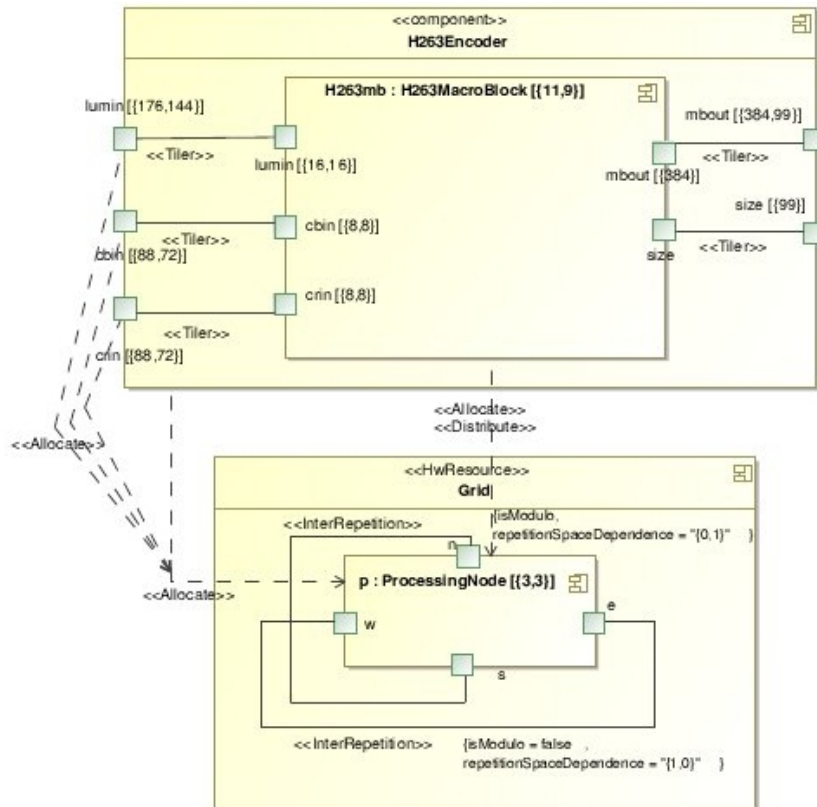 <<component>>
H263Encoder
lumin [{176,144}]
H263mb : H263MacroBlock [{11,9}]
mbout [{384,99}]
<<Tiler>>
lumin [{16,16}]
<<Tiler>>
mbout [{384}]
size [{99}]
cbin [{8,8}]
<<Tiler>>
cbin [{88,72}]
size
<<Tiler>>
crin [{8,8}]
<<Tiler>>
crin [{88,72}]
<<Allocate>>
<<Distribute>>
<<Allocate>>
<<HwResource>>
Grid
<<InterRepetition>>
{isModulo,
repetitionSpaceDependence = "{0,1}" }
n
p : ProcessingNode [{3,3}]
<<Allocate>>
w
e
s
<<InterRepetition>>
{isModulo = false ,
repetitionSpaceDependence = "{1,0}" }